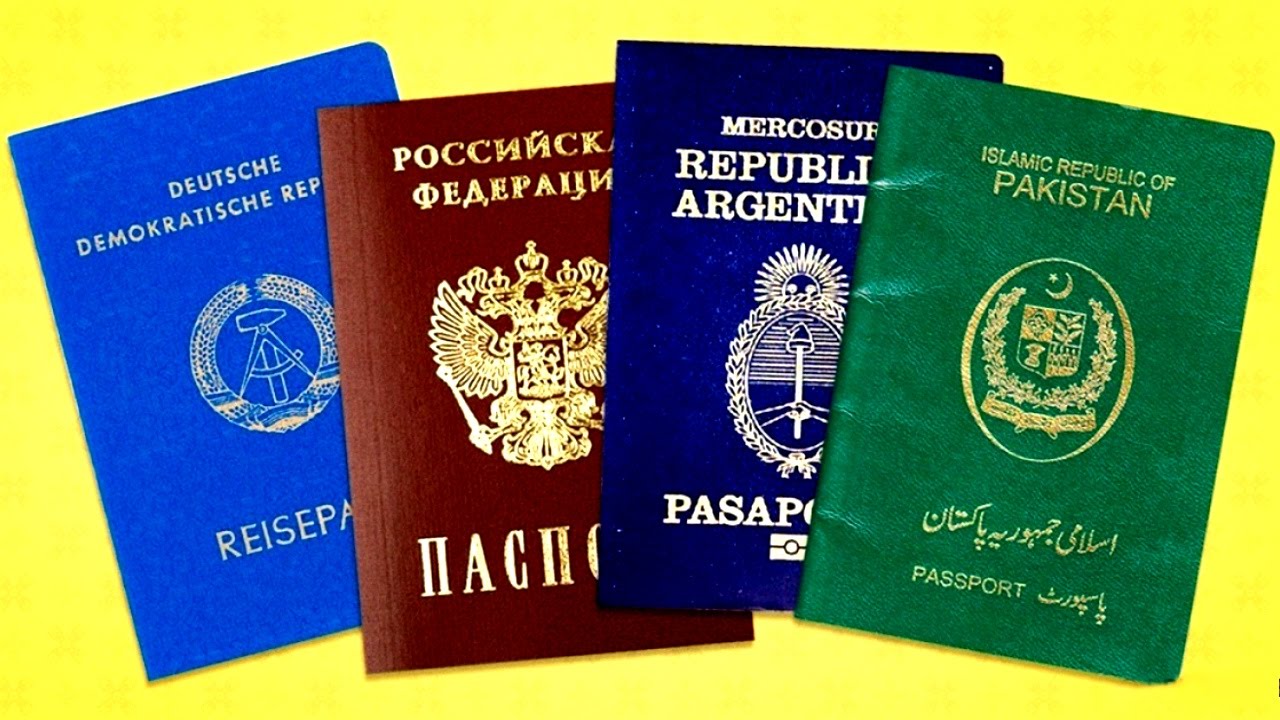 DEUTSCHE
DEMOKRATISCHE REP
REISEPA
РОССИЙСКА
ФЕДЕРАЦИ
ПАСПО
MERCOSUR
REPUBLI
ARGENTI
PASAPO
ISLAMIC REPUBLIC OF
PAKISTAN
اسلامی جمہوریہ پاکستان
PASSPORT پاسپورٹ